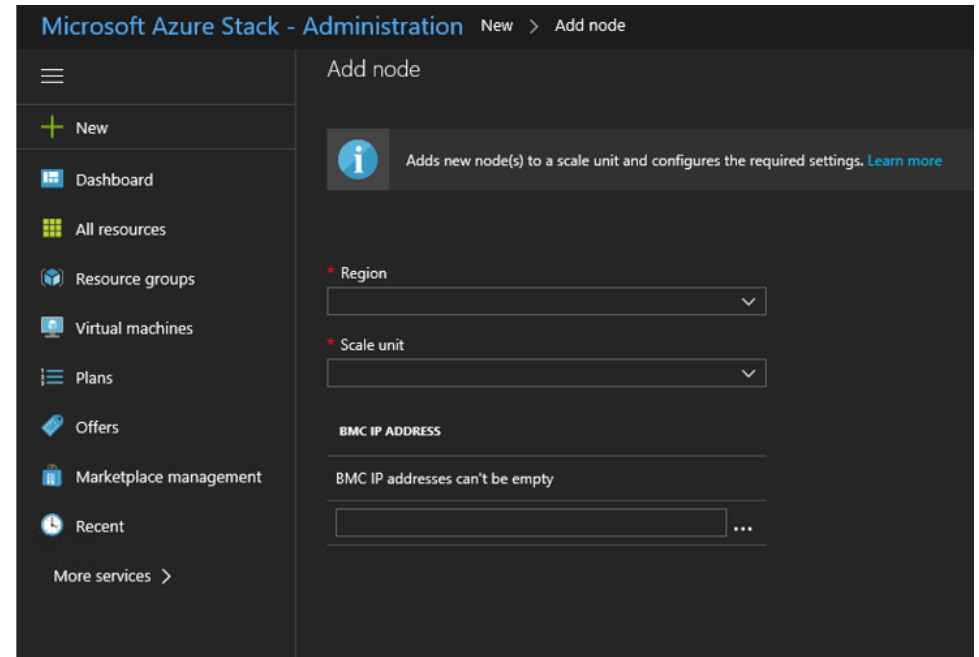 Microsoft Azure Stack - Administration New > Add node
Add node
New
Adds new node(s) to a scale unit and configures the required settings. Learn more
Dashboard
All resources
* Region
Resource groups
Virtual machines
* Scale unit
Plans
Offers
BMC IP ADDRESS
Marketplace management
BMC IP addresses can't be empty
Recent
...
More services >